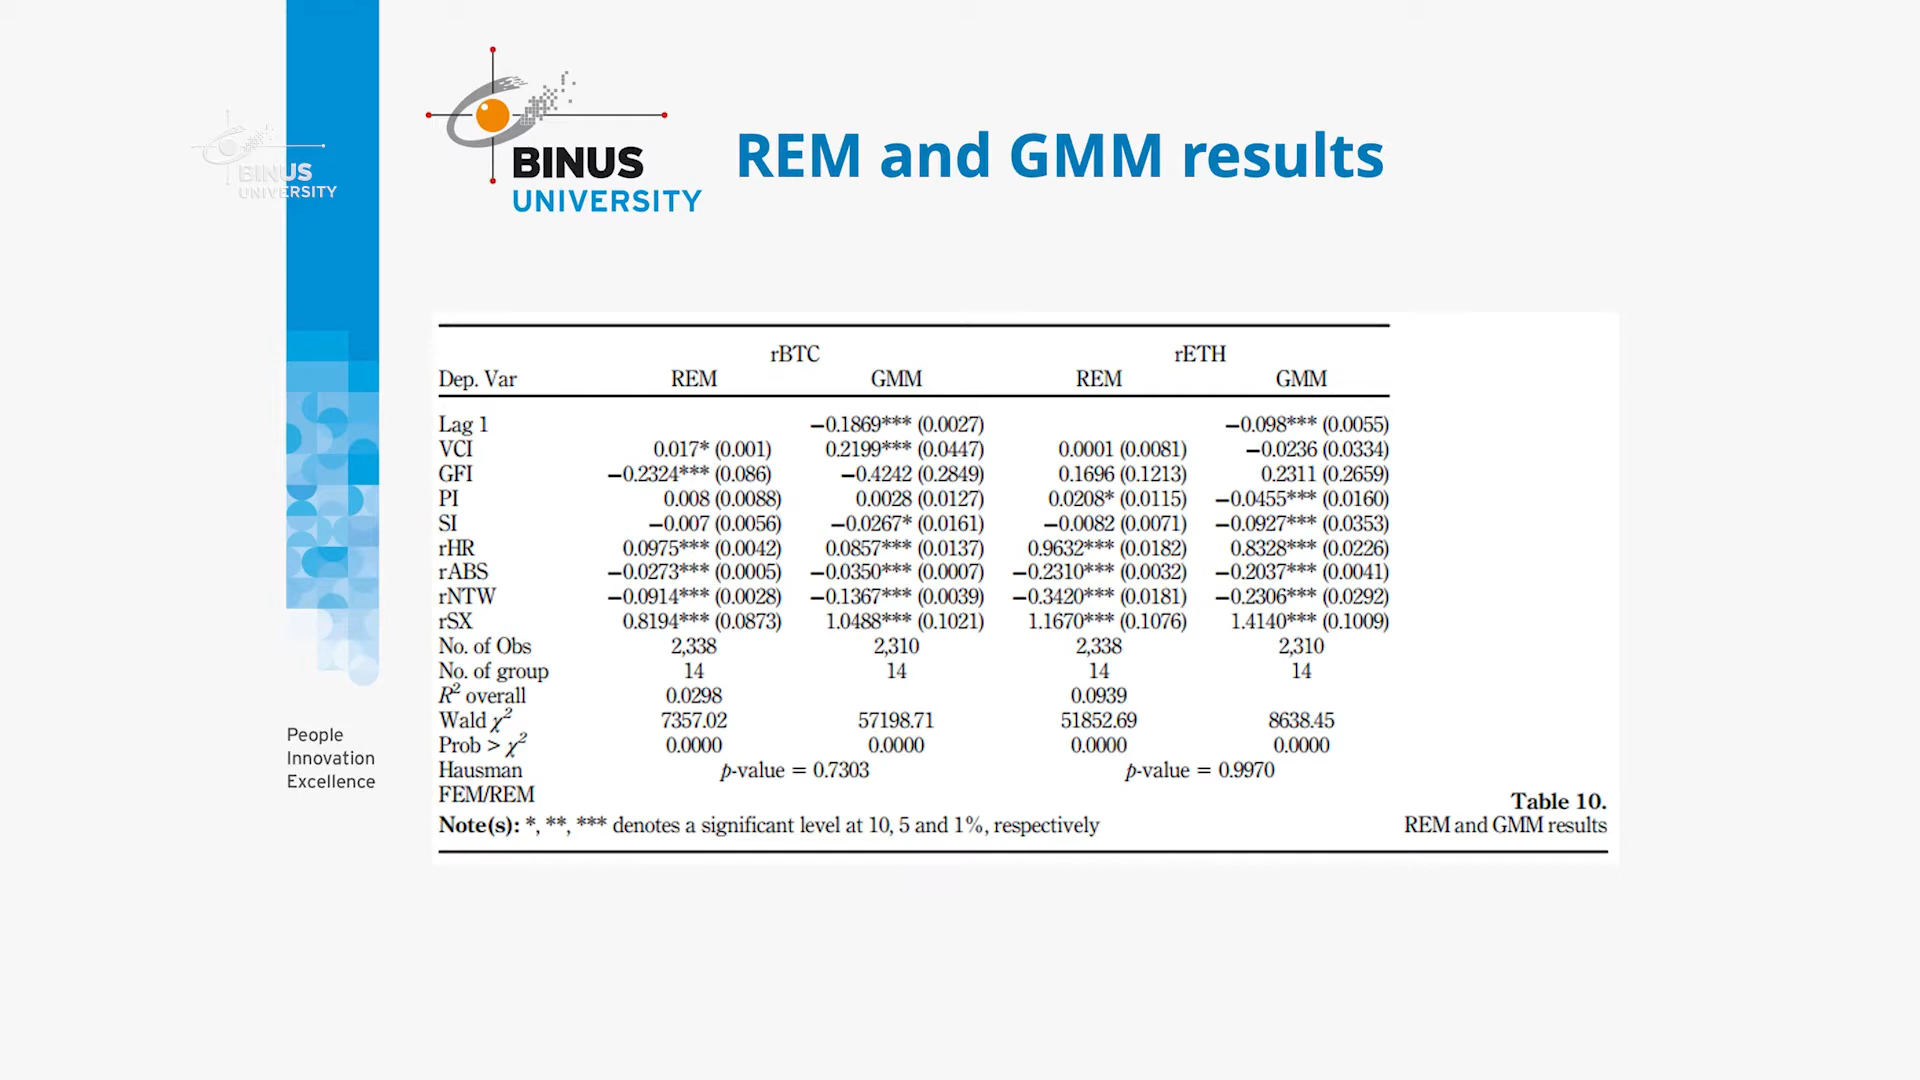 BINUS
UNIVERSITY
BINUS
UNIVERSITY
REM and GMM results
rBTC rETH
Dep. Var REM GMM REM GMM
Lag 1 −0.1869*** (0.0027) −0.098*** (0.0055)
VCI 0.017* (0.001) 0.2199*** (0.0447) 0.0001 (0.0081) −0.0236 (0.0334)
GFI −0.2324*** (0.086) −0.4242 (0.2849) 0.1696 (0.1213) 0.2311 (0.2659)
PI 0.008 (0.0088) 0.0028 (0.0127) 0.0208* (0.0115) −0.0455*** (0.0160)
SI −0.007 (0.0056) −0.0267* (0.0161) −0.0082 (0.0071) −0.0927*** (0.0353)
rHR 0.0975*** (0.0042) 0.0857*** (0.0137) 0.9632*** (0.0182) 0.8328*** (0.0226)
rABS −0.0273*** (0.0005) −0.0350*** (0.0007) −0.2310*** (0.0032) −0.2037*** (0.0041)
rNTW −0.0914*** (0.0028) −0.1367*** (0.0039) −0.3420*** (0.0181) −0.2306*** (0.0292)
rSX 0.8194*** (0.0873) 1.0488*** (0.1021) 1.1670*** (0.1076) 1.4140*** (0.1009)
No. of Obs 2,338 2,310 2,338 2,310
No. of group 14 14 14 14
R² overall 0.0298 0.0939
Wald χ² 7357.02 57198.71 51852.69 8638.45
Prob > χ² 0.0000 0.0000 0.0000 0.0000
Hausman p-value = 0.7303 p-value = 0.9970
FEM/REM
Note(s): *, **, *** denotes a significant level at 10, 5 and 1%, respectively
Table 10.
REM and GMM results
People
Innovation
Excellence